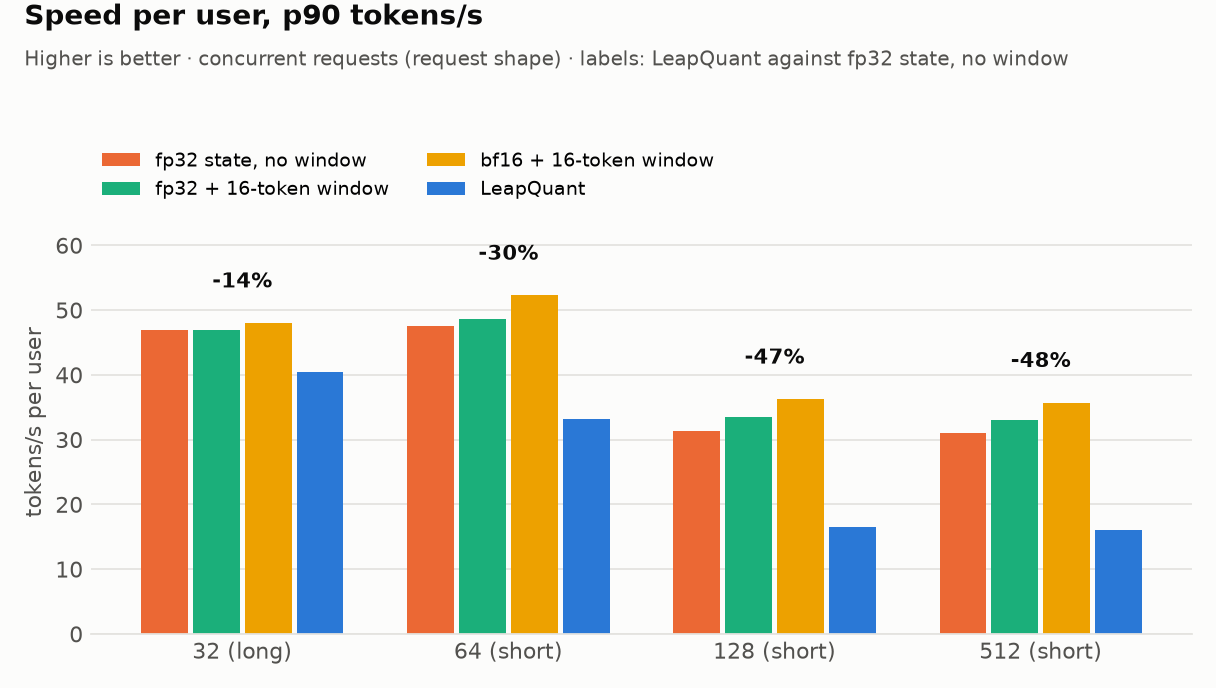 Speed per user, p90 tokens/s
Higher is better · concurrent requests (request shape) · labels: LeapQuant against fp32 state, no window
fp32 state, no window
bf16 + 16-token window
fp32 + 16-token window
LeapQuant
tokens/s per user
60
50
40
30
20
10
0
-14%
-30%
-47%
-48%
32 (long)
64 (short)
128 (short)
512 (short)